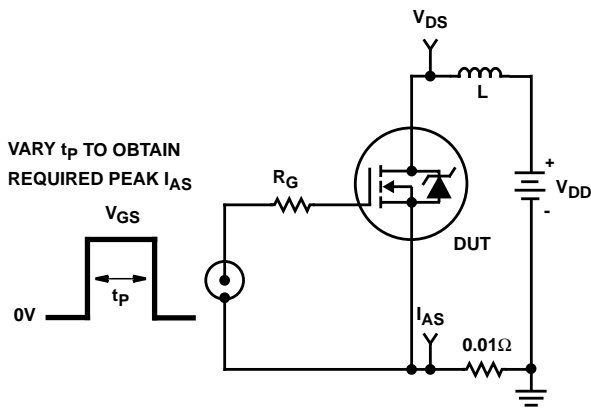 VDS
L
VARY tP TO OBTAIN
REQUIRED PEAK IAS
RG
+
VDD
-
VGS
DUT
tP
0V
IAS
0.01Ω